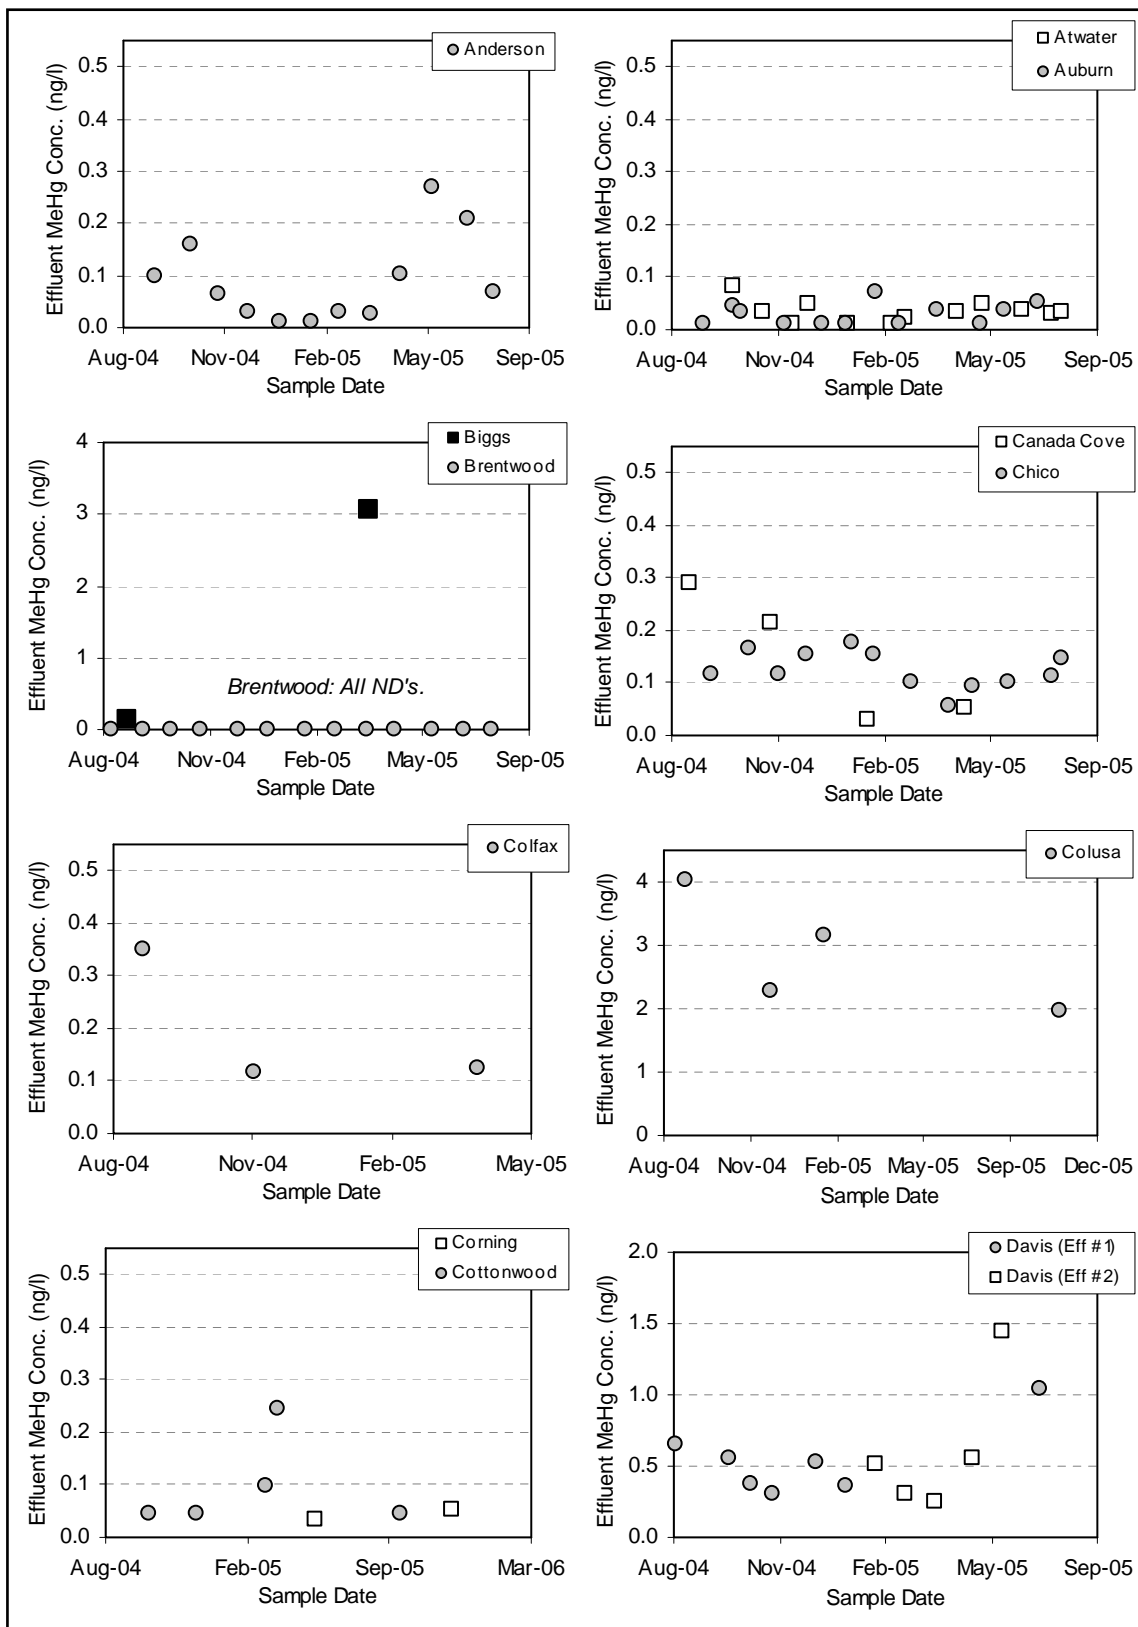 Anderson
Effluent MeHg Conc. (ng/l)
0.5
0.4
0.3
0.2
0.1
0.0
Aug-04 Nov-04 Feb-05 May-05 Sep-05
Sample Date
Atwater
Auburn
Effluent MeHg Conc. (ng/l)
0.5
0.4
0.3
0.2
0.1
0.0
Aug-04 Nov-04 Feb-05 May-05 Sep-05
Sample Date
Biggs
Brentwood
Effluent MeHg Conc. (ng/l)
4
3
2
1
0
Brentwood: All ND's.
Aug-04 Nov-04 Feb-05 May-05 Sep-05
Sample Date
Canada Cove
Chico
Effluent MeHg Conc. (ng/l)
0.5
0.4
0.3
0.2
0.1
0.0
Aug-04 Nov-04 Feb-05 May-05 Sep-05
Sample Date
Colfax
Effluent MeHg Conc. (ng/l)
0.5
0.4
0.3
0.2
0.1
0.0
Aug-04 Nov-04 Feb-05 May-05
Sample Date
Colusa
Effluent MeHg Conc. (ng/l)
4
3
2
1
0
Aug-04 Nov-04 Feb-05 May-05 Sep-05 Dec-05
Sample Date
Corning
Cottonwood
Effluent MeHg Conc. (ng/l)
0.5
0.4
0.3
0.2
0.1
0.0
Aug-04 Feb-05 Sep-05 Mar-06
Sample Date
Davis (Eff #1)
Davis (Eff #2)
Effluent MeHg Conc. (ng/l)
2.0
1.5
1.0
0.5
0.0
Aug-04 Nov-04 Feb-05 May-05 Sep-05
Sample Date